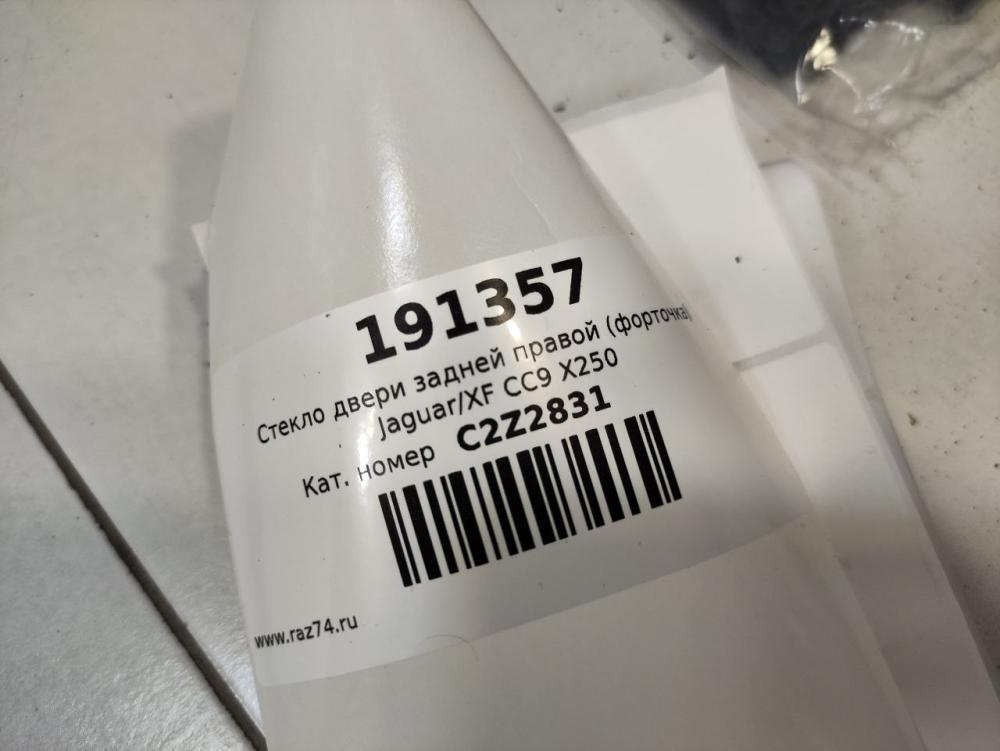 191357
Стекло двери задней правой (форточка)
Jaguar/XF CC9 X250
Кат. номер C2Z2831
www.raz74.ru